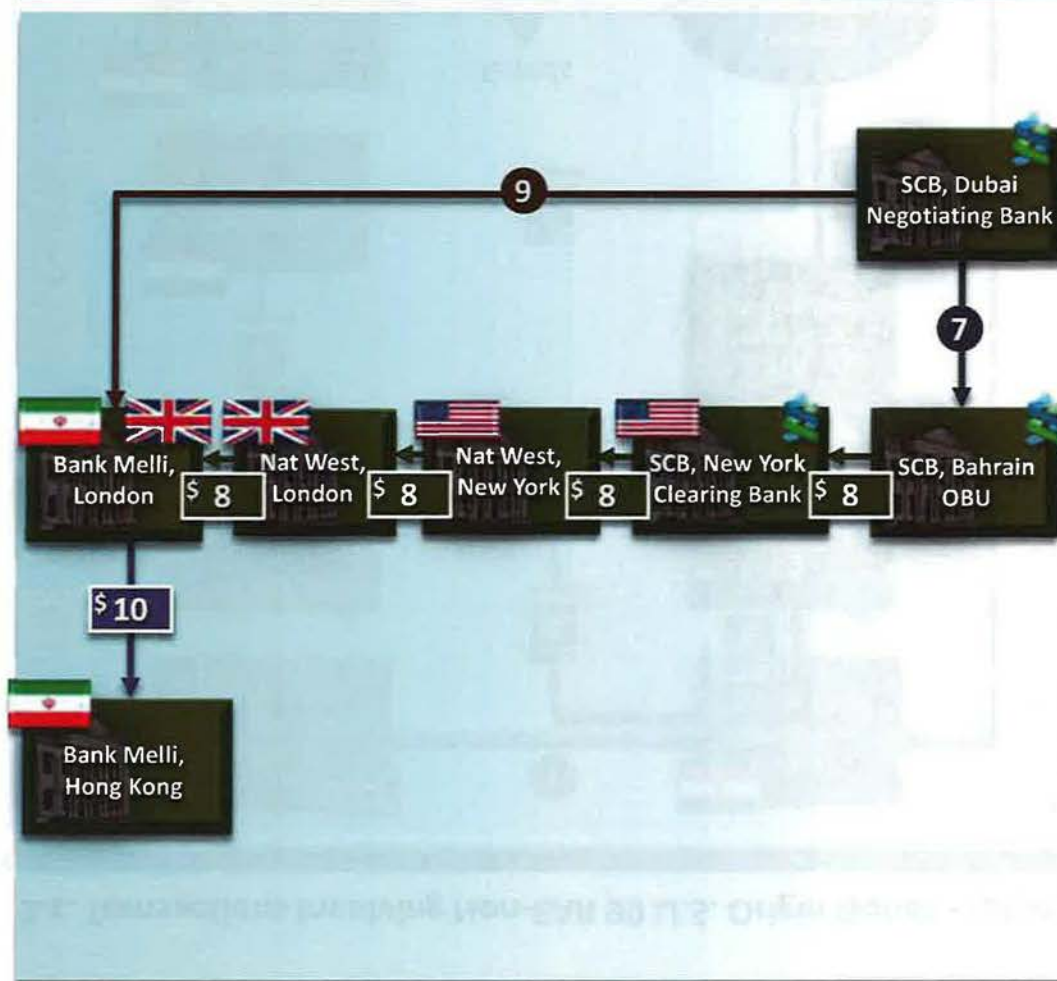 9
SCB, Dubai
Negotiating Bank
7
Bank Melli,
London
$ 8
Nat West,
London
$ 8
Nat West,
New York
$ 8
SCB, New York
Clearing Bank
$ 8
SCB, Bahrain
OBU
$ 10
Bank Melli,
Hong Kong